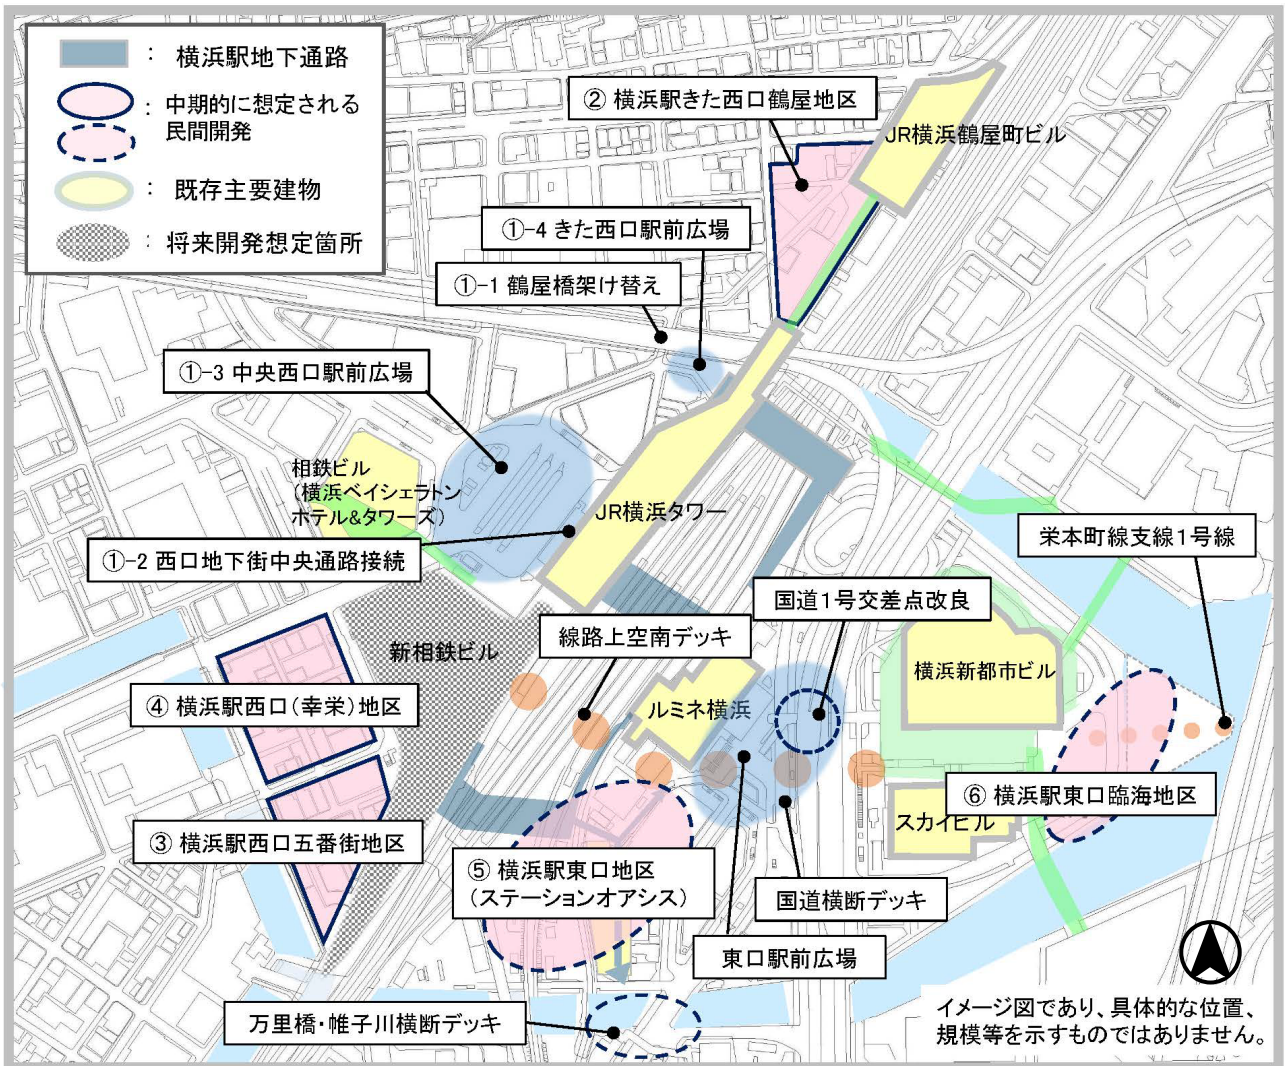 ：横浜駅地下通路
：中期的に想定される
民間開発
：既存主要建物
：将来開発想定箇所
② 横浜駅きた西口鶴屋地区
JR横浜鶴屋町ビル
①-4 きた西口駅前広場
①-1 鶴屋橋架け替え
①-3 中央西口駅前広場
相鉄ビル
（横浜ベイシェラトン
ホテル&タワーズ）
JR横浜タワー
①-2 西口地下街中央通路接続
栄本町線支線1号線
国道1号交差点改良
線路上空南デッキ
新相鉄ビル
横浜新都市ビル
④ 横浜駅西口（幸栄）地区
ルミネ横浜
⑥ 横浜駅東口臨海地区
スカイビル
③ 横浜駅西口五番街地区
⑤ 横浜駅東口地区
（ステーションオアシス）
国道横断デッキ
東口駅前広場
万里橋・帷子川横断デッキ
イメージ図であり、具体的な位置、
規模等を示すものではありません。